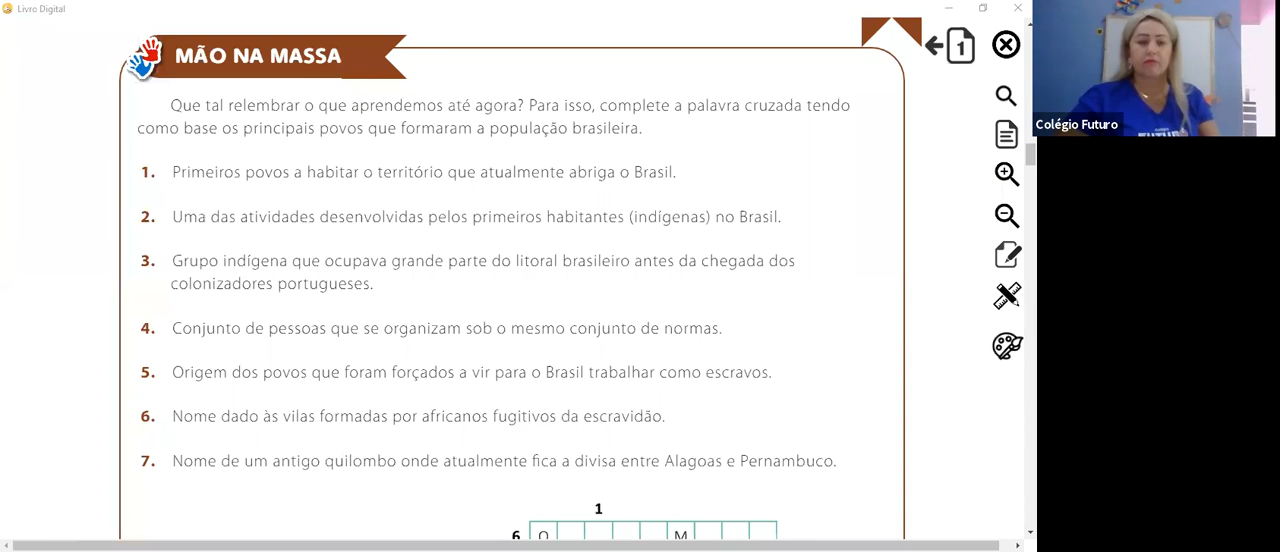 Livro Digital
MÃO NA MASSA
1
Colégio Futuro
Que tal relembrar o que aprendemos até agora? Para isso, complete a palavra cruzada tendo
como base os principais povos que formaram a população brasileira.
1. Primeiros povos a habitar o território que atualmente abriga o Brasil.
2. Uma das atividades desenvolvidas pelos primeiros habitantes (indígenas) no Brasil.
3. Grupo indígena que ocupava grande parte do litoral brasileiro antes da chegada dos
colonizadores portugueses.
4. Conjunto de pessoas que se organizam sob o mesmo conjunto de normas.
5. Origem dos povos que foram forçados a vir para o Brasil trabalhar como escravos.
6. Nome dado às vilas formadas por africanos fugitivos da escravidão.
7. Nome de um antigo quilombo onde atualmente fica a divisa entre Alagoas e Pernambuco.
1
6 M